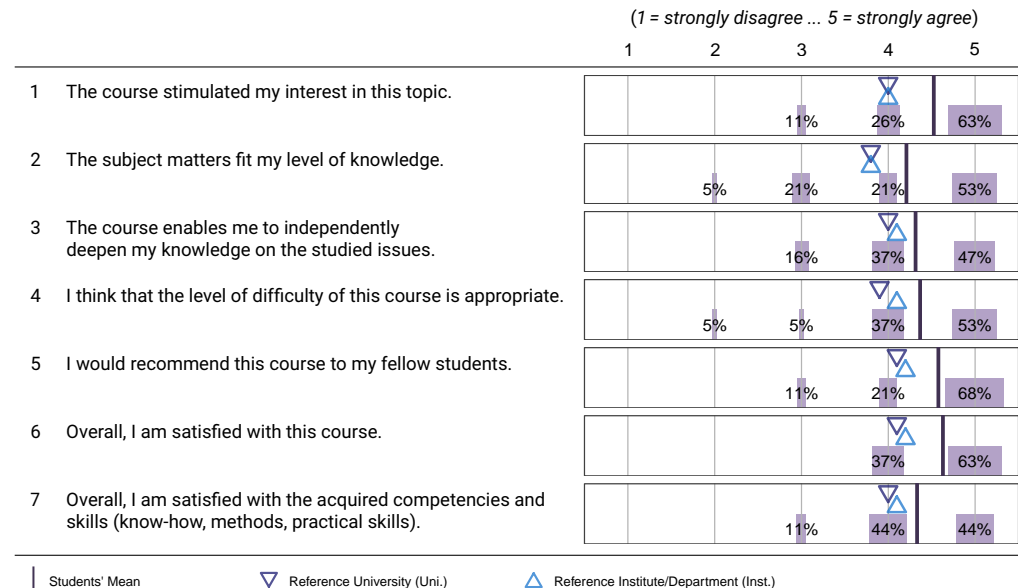 (1 = strongly disagree ... 5 = strongly agree)
1 2 3 4 5
1 The course stimulated my interest in this topic.
11% 26% 63%
2 The subject matters fit my level of knowledge.
5% 21% 21% 53%
3 The course enables me to independently
deepen my knowledge on the studied issues.
16% 37% 47%
4 I think that the level of difficulty of this course is appropriate.
5% 5% 37% 53%
5 I would recommend this course to my fellow students.
11% 21% 68%
6 Overall, I am satisfied with this course.
37% 63%
7 Overall, I am satisfied with the acquired competencies and
skills (know-how, methods, practical skills).
11% 44% 44%
Students' Mean Reference University (Uni.) Reference Institute/Department (Inst.)